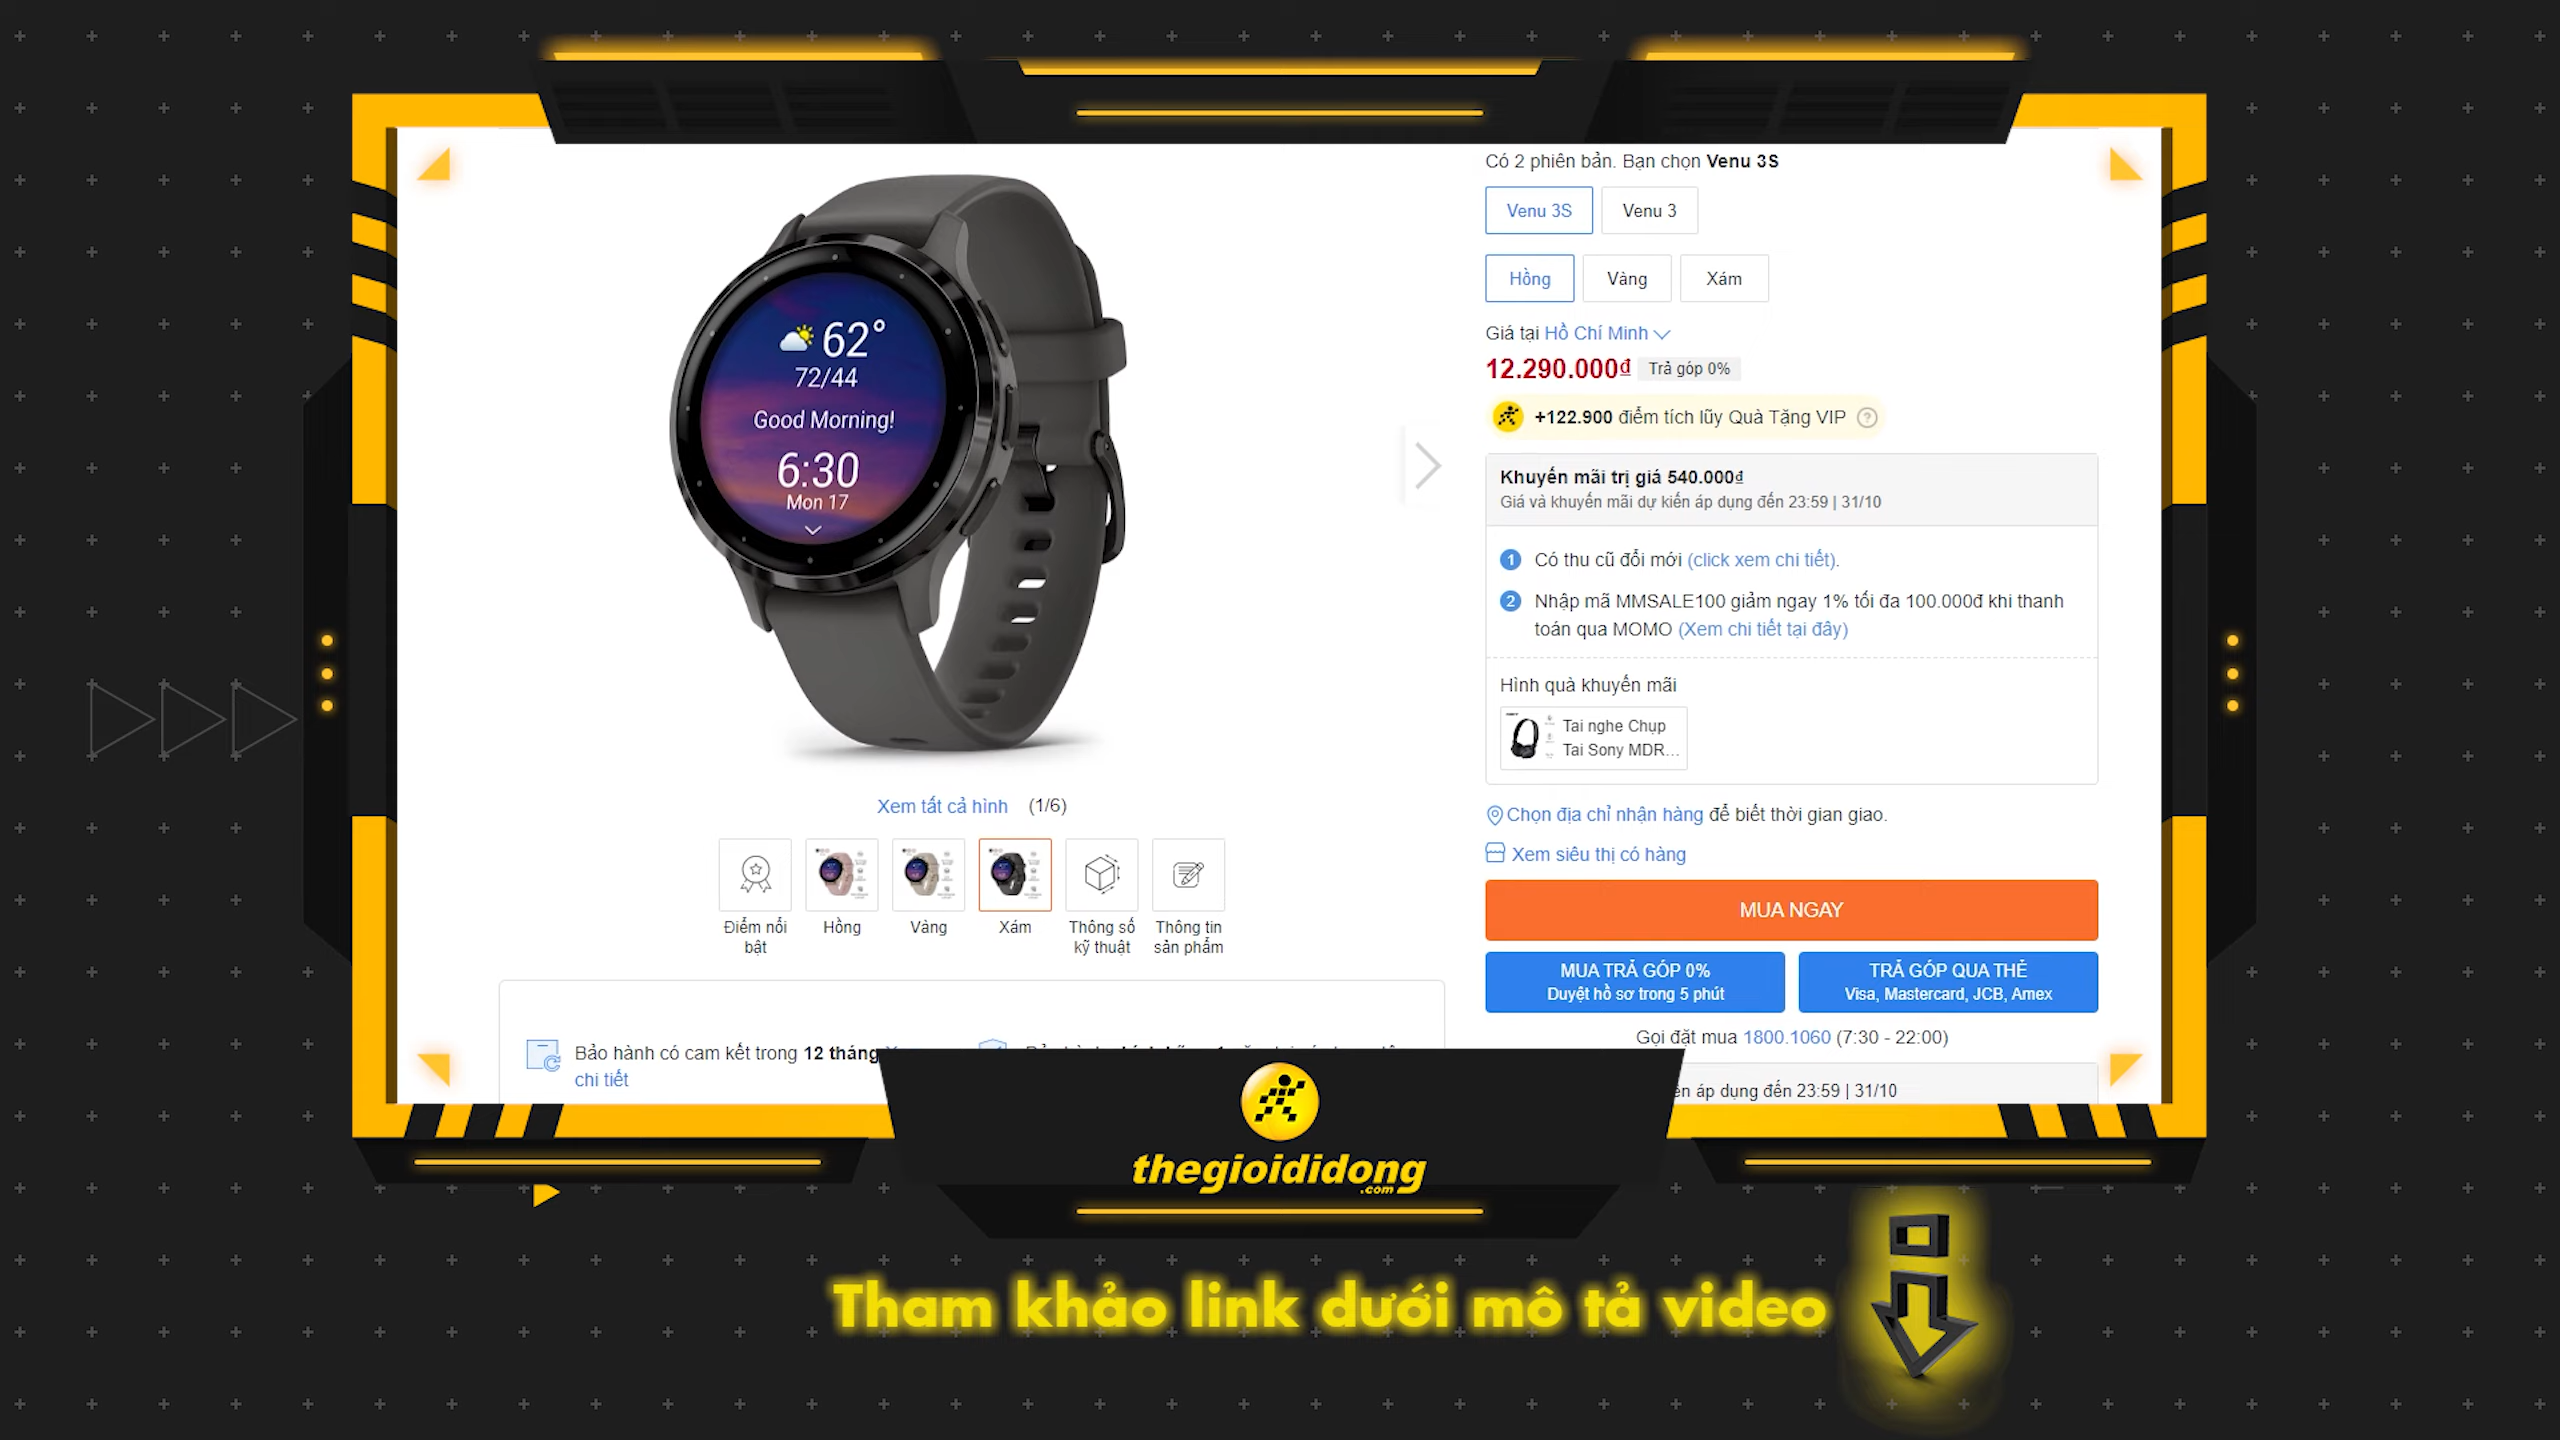 Có 2 phiên bản. Bạn chọn Venu 3S
Venu 3S
Venu 3
Hồng
Vàng
Xám
Giá tại Hồ Chí Minh
12.290.000₫
Trả góp 0%
+122.900 điểm tích lũy Quà Tặng VIP
Khuyến mãi trị giá 540.000₫
Giá và khuyến mãi dự kiến áp dụng đến 23:59 | 31/10
1 Có thu cũ đổi mới (click xem chi tiết).
2 Nhập mã MMSALE100 giảm ngay 1% tối đa 100.000đ khi thanh
toán qua MOMO (Xem chi tiết tại đây)
Hình quà khuyến mãi
Tai nghe Chụp
Tai Sony MDR...
Chọn địa chỉ nhận hàng để biết thời gian giao.
Xem siêu thị có hàng
MUA NGAY
MUA TRẢ GÓP 0%
Duyệt hồ sơ trong 5 phút
TRẢ GÓP QUA THẺ
Visa, Mastercard, JCB, Amex
Gọi đặt mua 1800.1060 (7:30 - 22:00)
áp dụng đến 23:59 | 31/10
62°
72/44
Good Morning!
6:30
Mon 17
Xem tất cả hình (1/6)
Điểm nổi
bật
Hồng
Vàng
Xám
Thông số
kỹ thuật
Thông tin
sản phẩm
Bảo hành có cam kết trong 12 tháng
chi tiết
thegioididong
.com
Tham khảo link dưới mô tả video